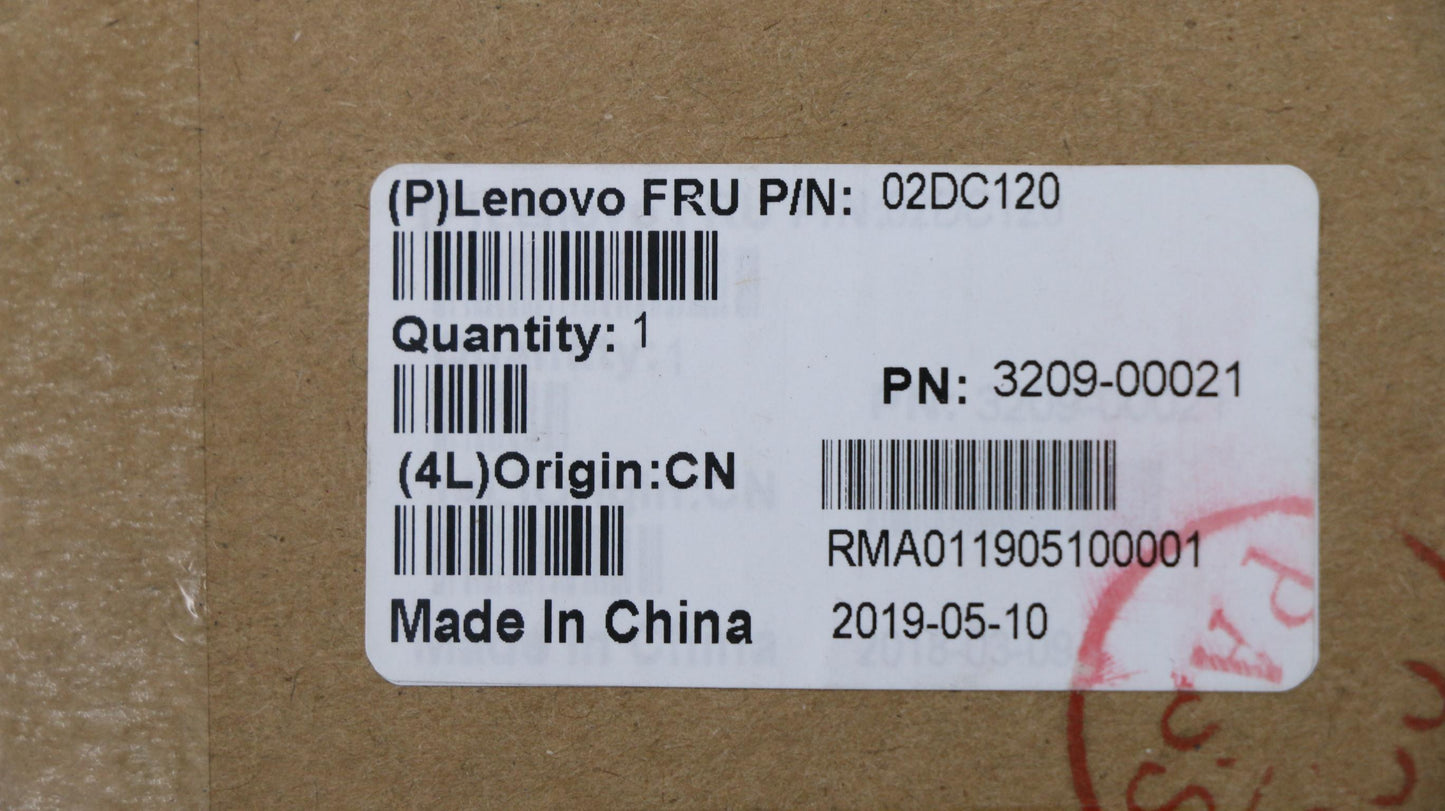 (P)Lenovo FRU P/N: 02DC120
Quantity: 1
PN: 3209-00021
(4L)Origin:CN
RMA011905100001
Made In China
2019-05-10